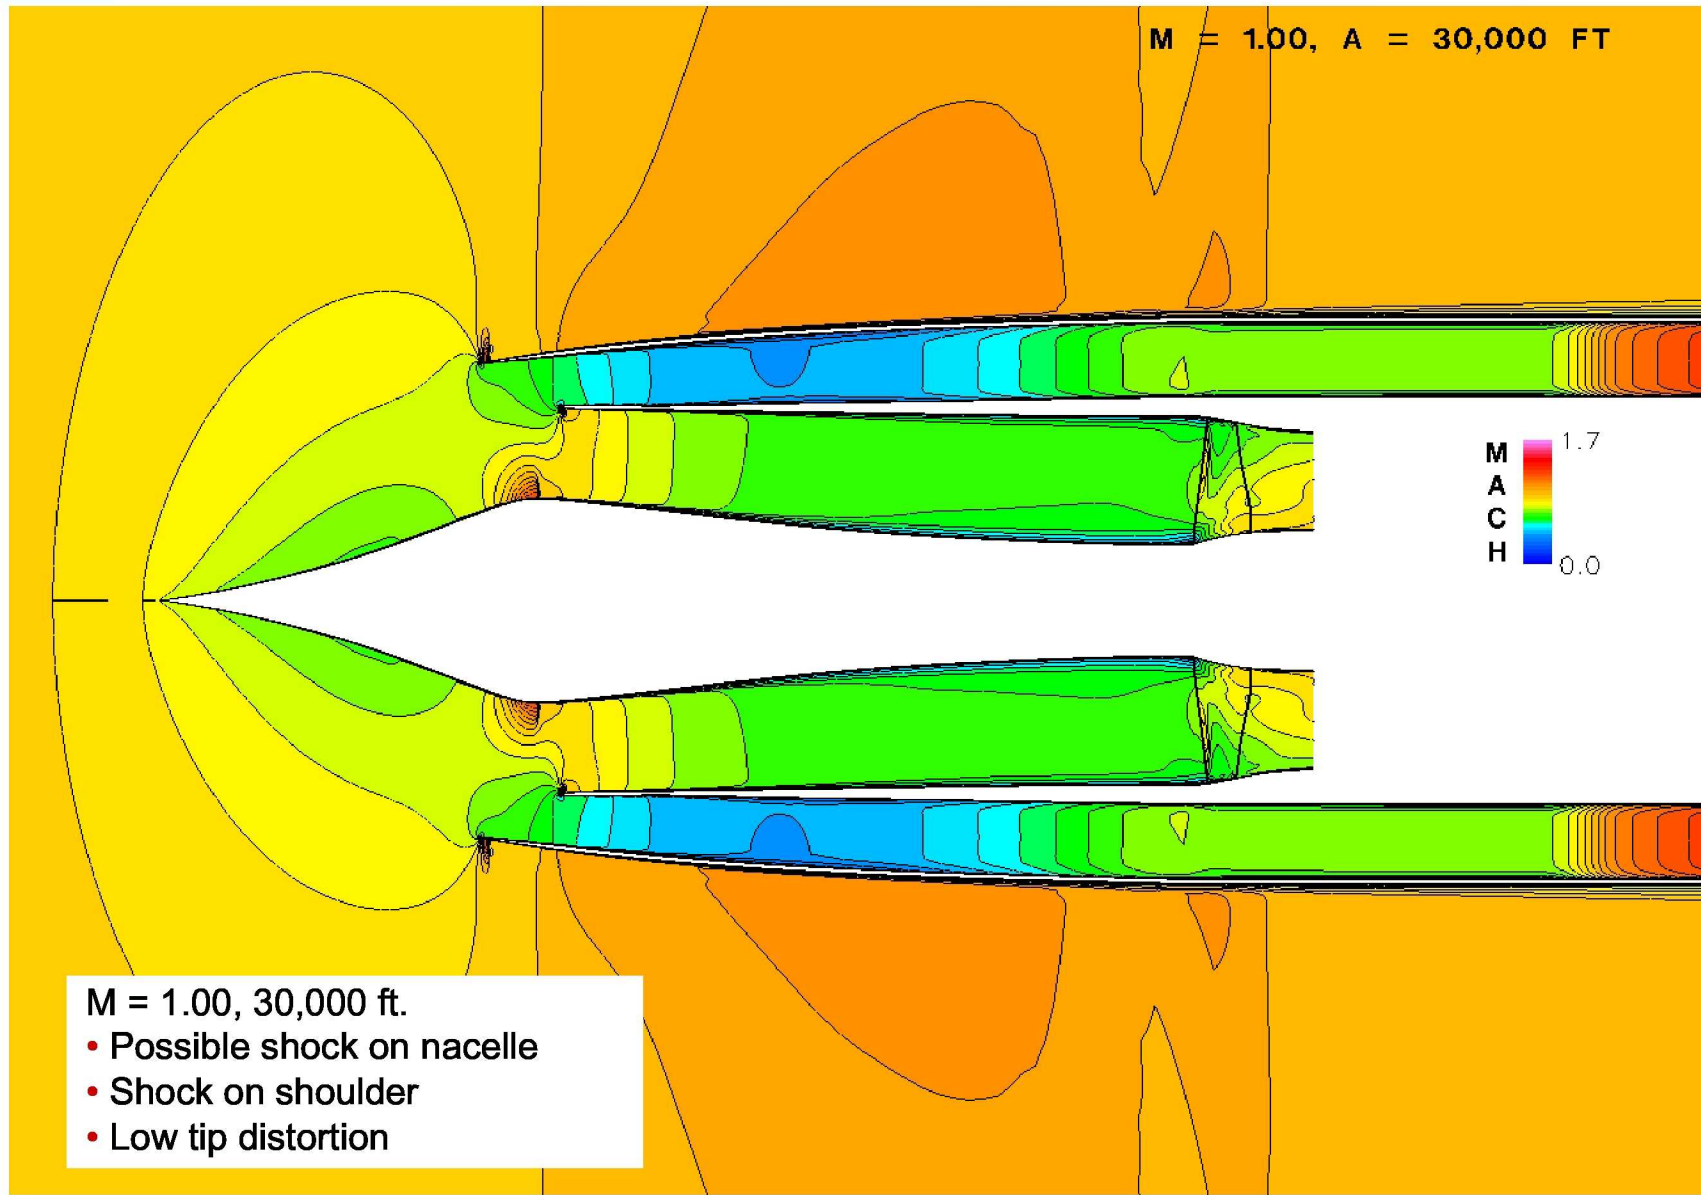 M = 1.00, A = 30,000 FT
1.7
M
A
C
H
0.0
M = 1.00, 30,000 ft.
• Possible shock on nacelle
• Shock on shoulder
• Low tip distortion